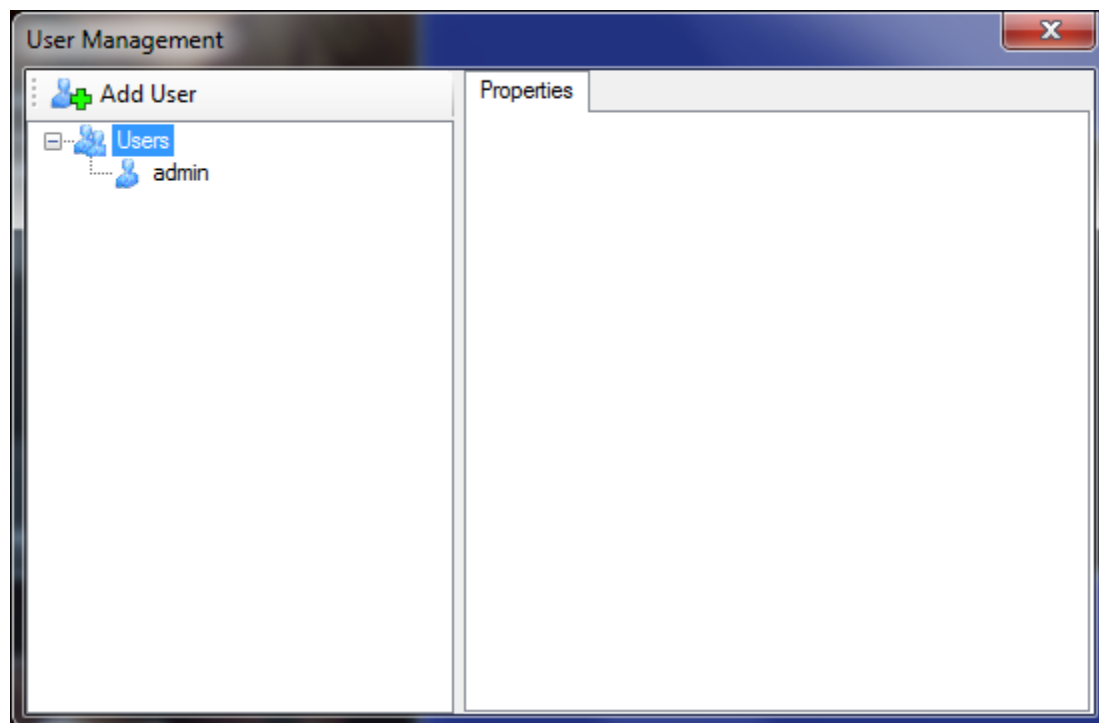 User Management
Add User
Properties
Users
admin